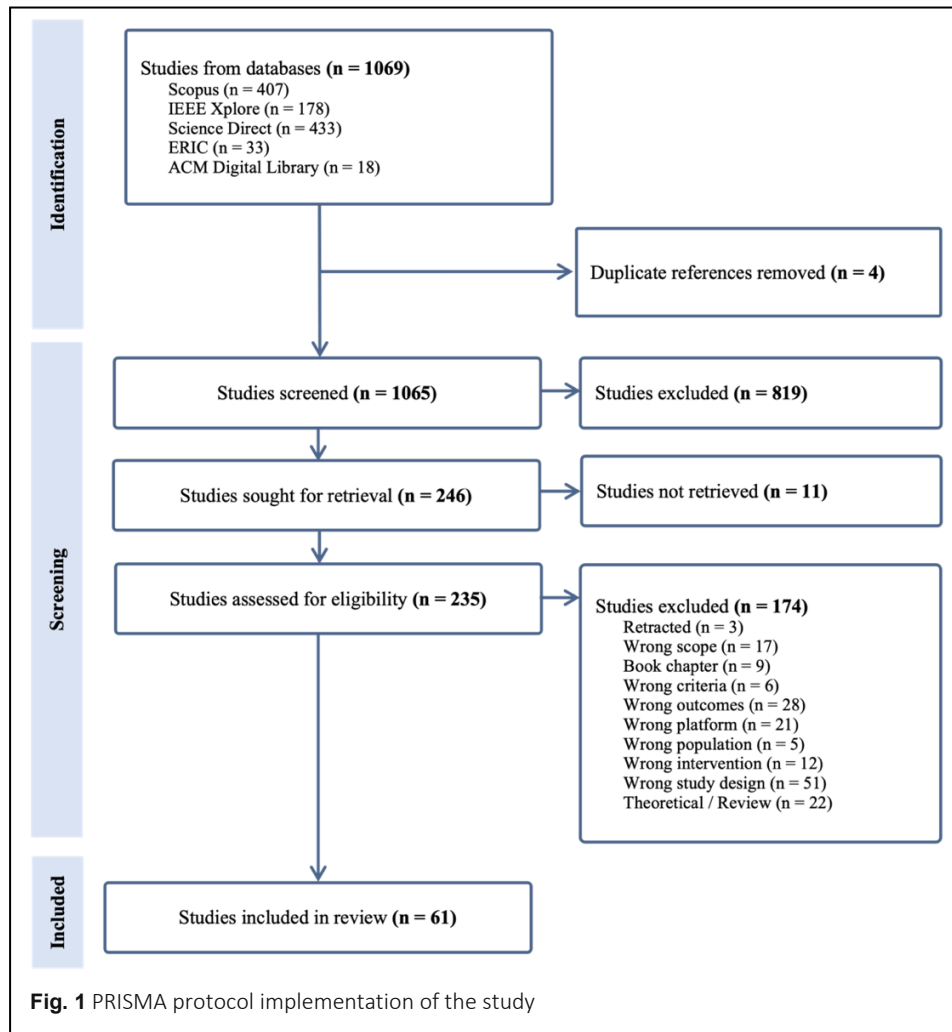 Identification
Studies from databases (n = 1069)
Scopus (n = 407)
IEEE Xplore (n = 178)
Science Direct (n = 433)
ERIC (n = 33)
ACM Digital Library (n = 18)
Duplicate references removed (n = 4)
Screening
Studies screened (n = 1065)
Studies excluded (n = 819)
Studies sought for retrieval (n = 246)
Studies not retrieved (n = 11)
Studies assessed for eligibility (n = 235)
Studies excluded (n = 174)
Retracted (n = 3)
Wrong scope (n = 17)
Book chapter (n = 9)
Wrong criteria (n = 6)
Wrong outcomes (n = 28)
Wrong platform (n = 21)
Wrong population (n = 5)
Wrong intervention (n = 12)
Wrong study design (n = 51)
Theoretical / Review (n = 22)
Included
Studies included in review (n = 61)
Fig. 1 PRISMA protocol implementation of the study